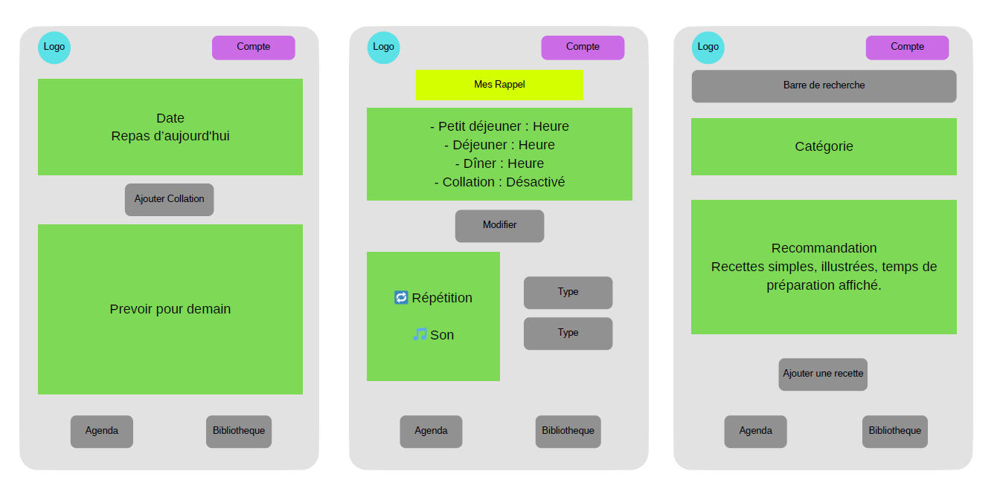 Logo
Compte
Date
Repas d’aujourd'hui
Ajouter Collation
Prevoir pour demain
Agenda
Bibliotheque
Logo
Compte
Mes Rappel
- Petit déjeuner : Heure
- Déjeuner : Heure
- Dîner : Heure
- Collation : Désactivé
Modifier
🔁 Répétition
Type
🎵 Son
Type
Agenda
Bibliotheque
Logo
Compte
Barre de recherche
Catégorie
Recommandation
Recettes simples, illustrées, temps de
préparation affiché.
Ajouter une recette
Agenda
Bibliotheque